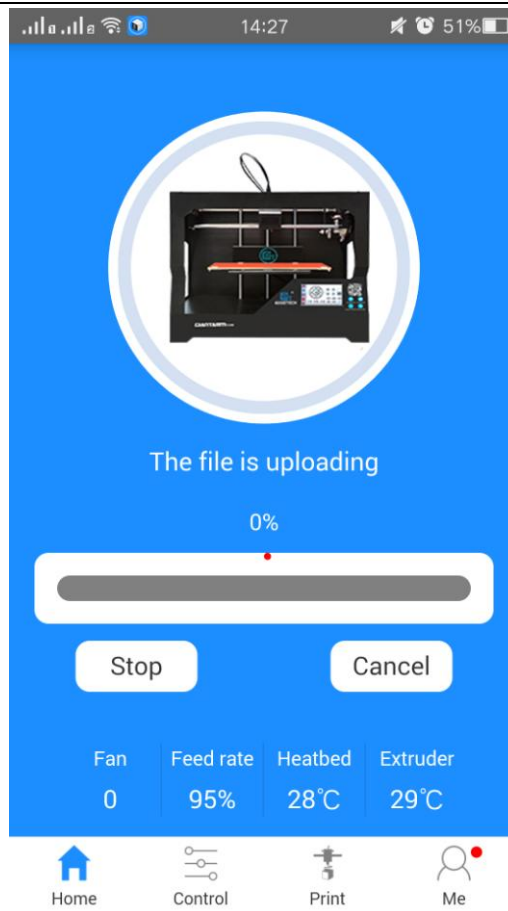 14:27
51%
The file is uploading
0%
Stop
Cancel
Fan
Feed rate
Heatbed
Extruder
0
95%
28℃
29℃
Home
Control
Print
Me